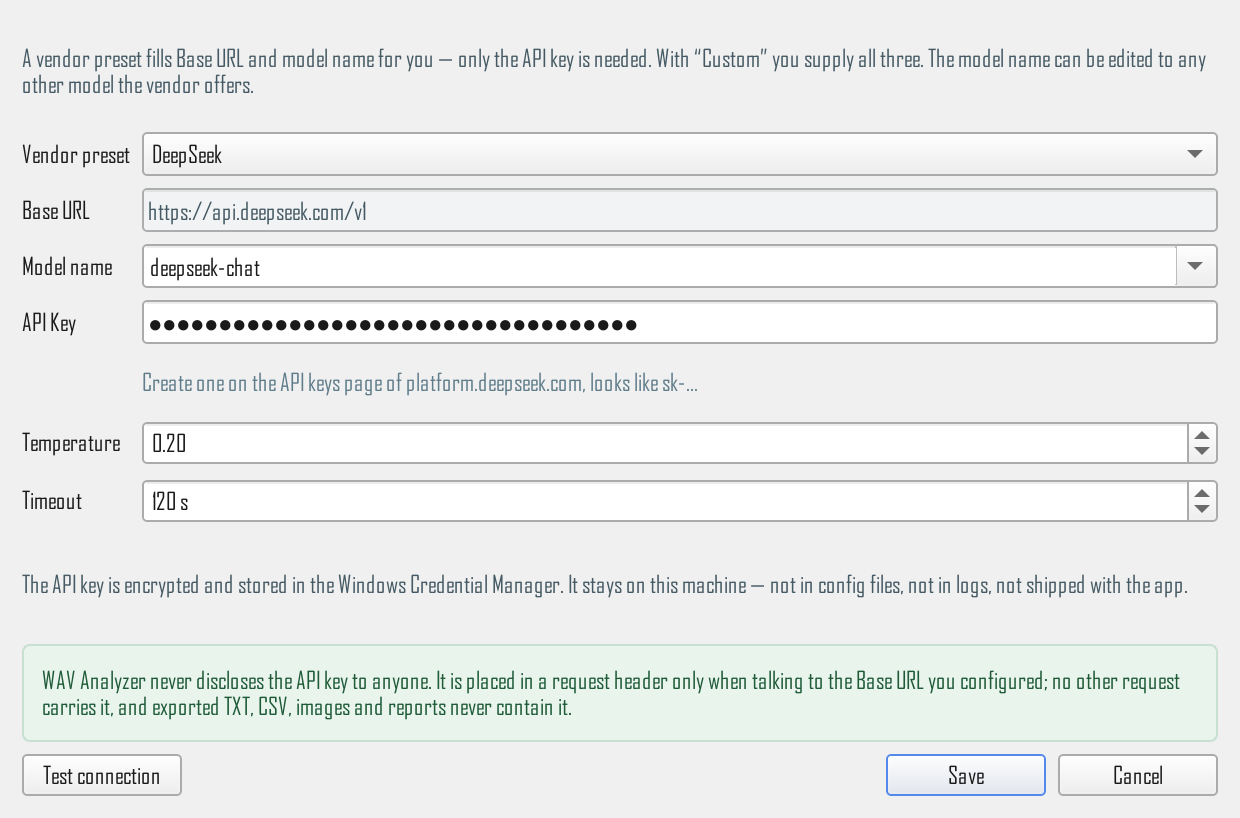 A vendor preset fills Base URL and model name for you — only the API key is needed. With “Custom” you supply all three. The model name can be edited to any
other model the vendor offers.
Vendor preset DeepSeek
Base URL https://api.deepseek.com/v1
Model name deepseek-chat
API Key ●●●●●●●●●●●●●●●●●●●●●●●●●●●●●●●●●●●
Create one on the API keys page of platform.deepseek.com, looks like sk-...
Temperature 0.20
Timeout 120 s
The API key is encrypted and stored in the Windows Credential Manager. It stays on this machine — not in config files, not in logs, not shipped with the app.
WAV Analyzer never discloses the API key to anyone. It is placed in a request header only when talking to the Base URL you configured; no other request
carries it, and exported TXT, CSV, images and reports never contain it.
Test connection Save Cancel